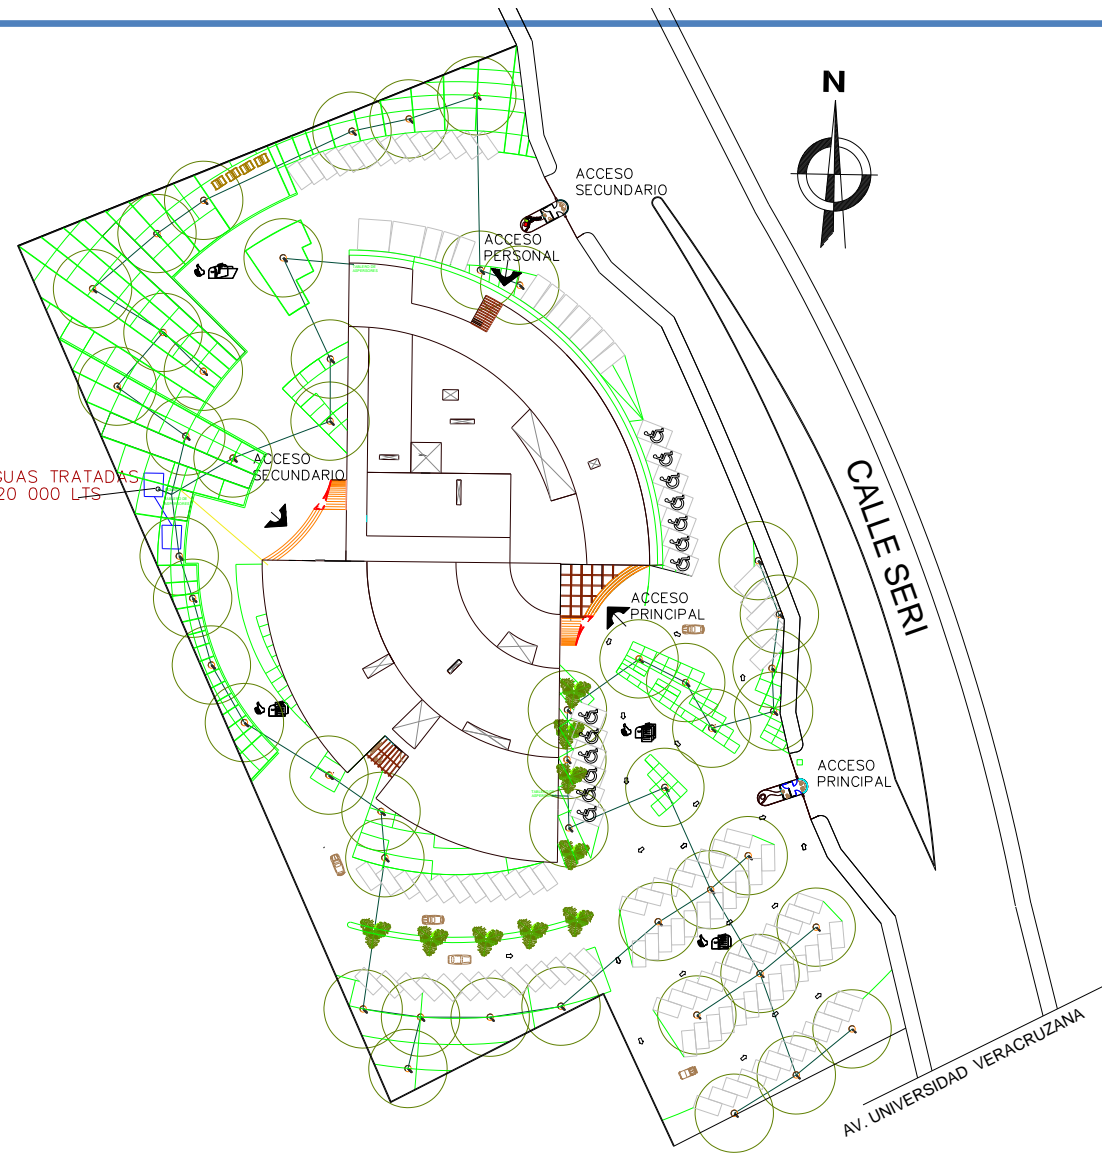 N
ACCESO
SECUNDARIO
ACCESO
PERSONAL
ACCESO
SECUNDARIO
GUAS TRATADAS
20 000 LTS
CALLE SERI
ACCESO
PRINCIPAL
ACCESO
PRINCIPAL
AV. UNIVERSIDAD VERACRUZANA